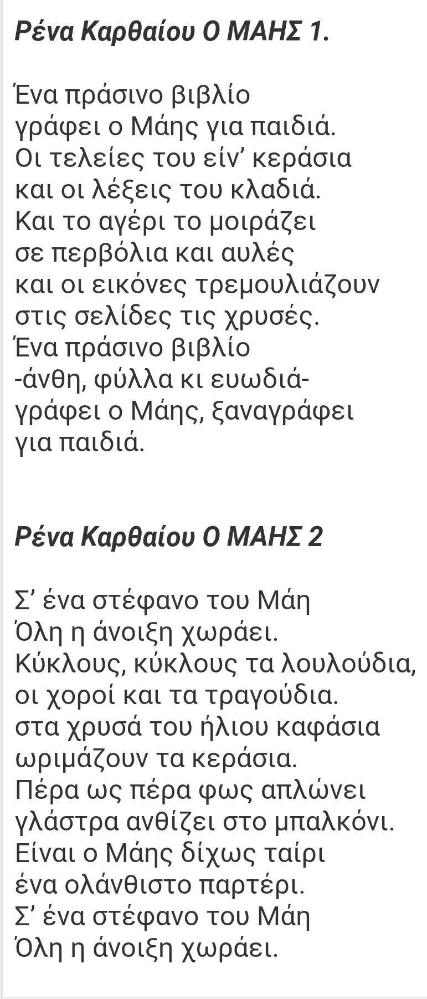 Ρένα Καρθαίου Ο ΜΑΗΣ 1.
Ένα πράσινο βιβλίο
γράφει ο Μάης για παιδιά.
Οι τελείες του είν’ κεράσια
και οι λέξεις του κλαδιά.
Και το αγέρι το μοιράζει
σε περβόλια και αυλές
και οι εικόνες τρεμουλιάζουν
στις σελίδες τις χρυσές.
Ένα πράσινο βιβλίο
-άνθη, φύλλα κι ευωδιά-
γράφει ο Μάης, ξαναγράφει
για παιδιά.
Ρένα Καρθαίου Ο ΜΑΗΣ 2
Σ’ ένα στέφανο του Μάη
Όλη η άνοιξη χωράει.
Κύκλους, κύκλους τα λουλούδια,
οι χοροί και τα τραγούδια.
στα χρυσά του ήλιου καφάσια
ωριμάζουν τα κεράσια.
Πέρα ως πέρα φως απλώνει
γλάστρα ανθίζει στο μπαλκόνι.
Είναι ο Μάης δίχως ταίρι
ένα ολάνθιστο παρτέρι.
Σ’ ένα στέφανο του Μάη
Όλη η άνοιξη χωράει.